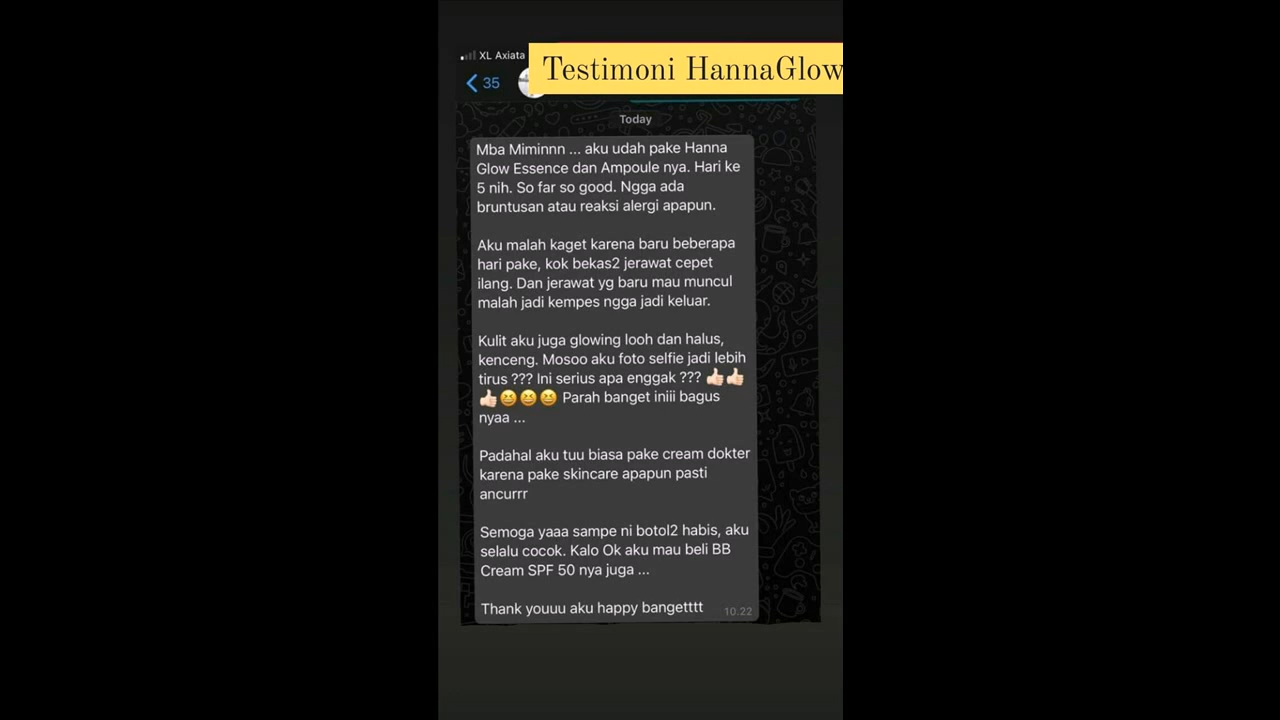 XL Axiata
Testimoni HannaGlow
35
Today
Mba Miminnn ... aku udah pake Hanna
Glow Essence dan Ampoule nya. Hari ke
5 nih. So far so good. Ngga ada
bruntusan atau reaksi alergi apapun.
Aku malah kaget karena baru beberapa
hari pake, kok bekas2 jerawat cepet
ilang. Dan jerawat yg baru mau muncul
malah jadi kempes ngga jadi keluar.
Kulit aku juga glowing looh dan halus,
kenceng. Mosoo aku foto selfie jadi lebih
tirus ??? Ini serius apa enggak ??? 👍🏻👍🏻
👍🏻😆😆😆 Parah banget iniii bagus
nyaa ...
Padahal aku tuu biasa pake cream dokter
karena pake skincare apapun pasti
ancurrr
Semoga yaaa sampe ni botol2 habis, aku
selalu cocok. Kalo Ok aku mau beli BB
Cream SPF 50 nya juga ...
Thank youuu aku happy bangetttt
10.22